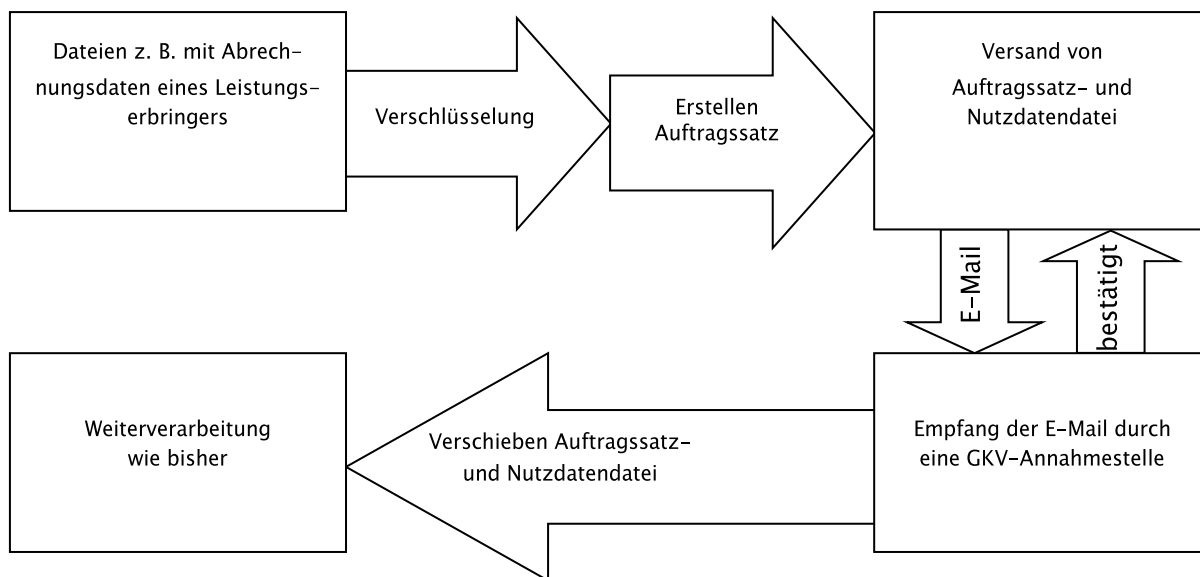 Dateien z. B. mit Abrech-
nungsdaten eines Leistungs-
erbringers
Verschlüsselung
Erstellen
Auftragssatz
Versand von
Auftragssatz- und
Nutzdatendatei
E-Mail
bestätigt
Empfang der E-Mail durch
eine GKV-Annahmestelle
Verschieben Auftragssatz-
und Nutzdatendatei
Weiterverarbeitung
wie bisher